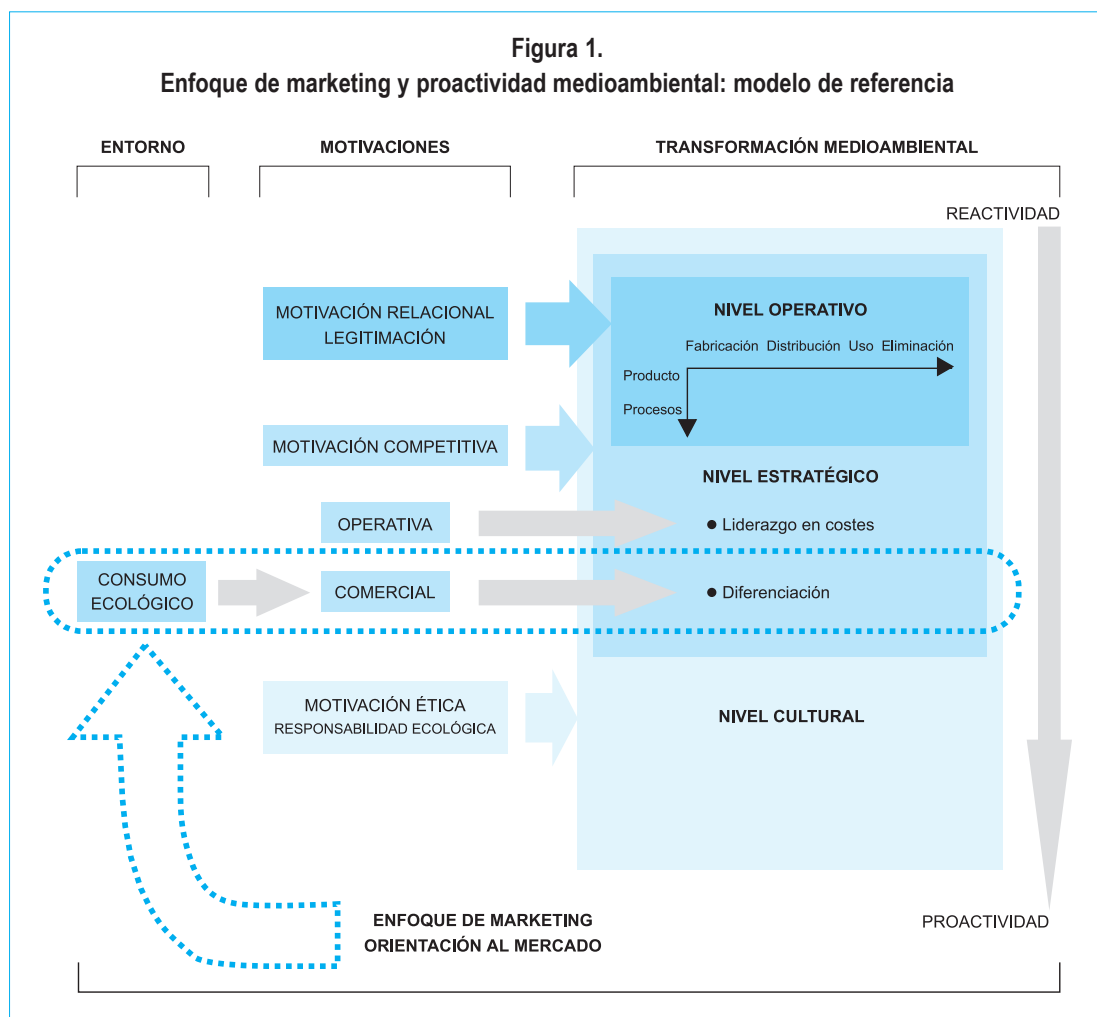 Figura 1.
Enfoque de marketing y proactividad medioambiental: modelo de referencia
ENTORNO
MOTIVACIONES
TRANSFORMACIÓN MEDIOAMBIENTAL
REACTIVIDAD
MOTIVACIÓN RELACIONAL
LEGITIMACIÓN
NIVEL OPERATIVO
Fabricación Distribución Uso Eliminación
Producto
Procesos
MOTIVACIÓN COMPETITIVA
NIVEL ESTRATÉGICO
OPERATIVA
● Liderazgo en costes
CONSUMO
ECOLÓGICO
COMERCIAL
● Diferenciación
MOTIVACIÓN ÉTICA
RESPONSABILIDAD ECOLÓGICA
NIVEL CULTURAL
ENFOQUE DE MARKETING
ORIENTACIÓN AL MERCADO
PROACTIVIDAD